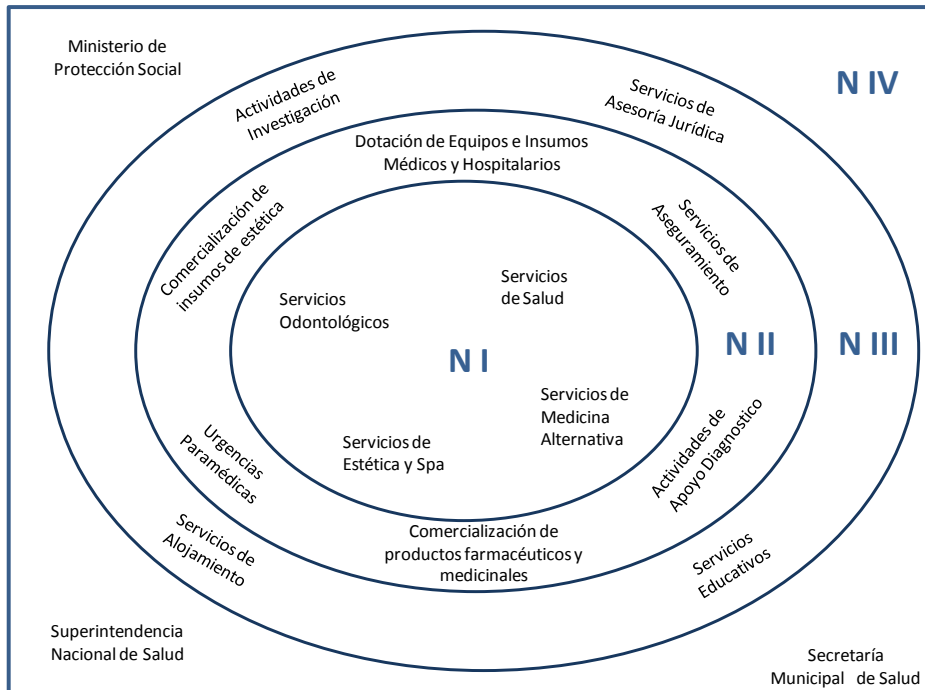 Ministerio de
Protección Social
Actividades de
Investigación
Servicios de
Asesoría Jurídica
N IV
Dotación de Equipos e Insumos
Médicos y Hospitalarios
Comercialización de
insumos de estética
Servicios de
Aseguramiento
Servicios
Odontológicos
Servicios
de Salud
N I
N II
N III
Servicios de
Medicina
Alternativa
Servicios de
Estética y Spa
Urgencias
Paramédicas
Actividades de
Apoyo Diagnostico
Servicios de
Alojamiento
Comercialización de
productos farmacéuticos y
medicinales
Servicios
Educativos
Superintendencia
Nacional de Salud
Secretaría
Municipal de Salud